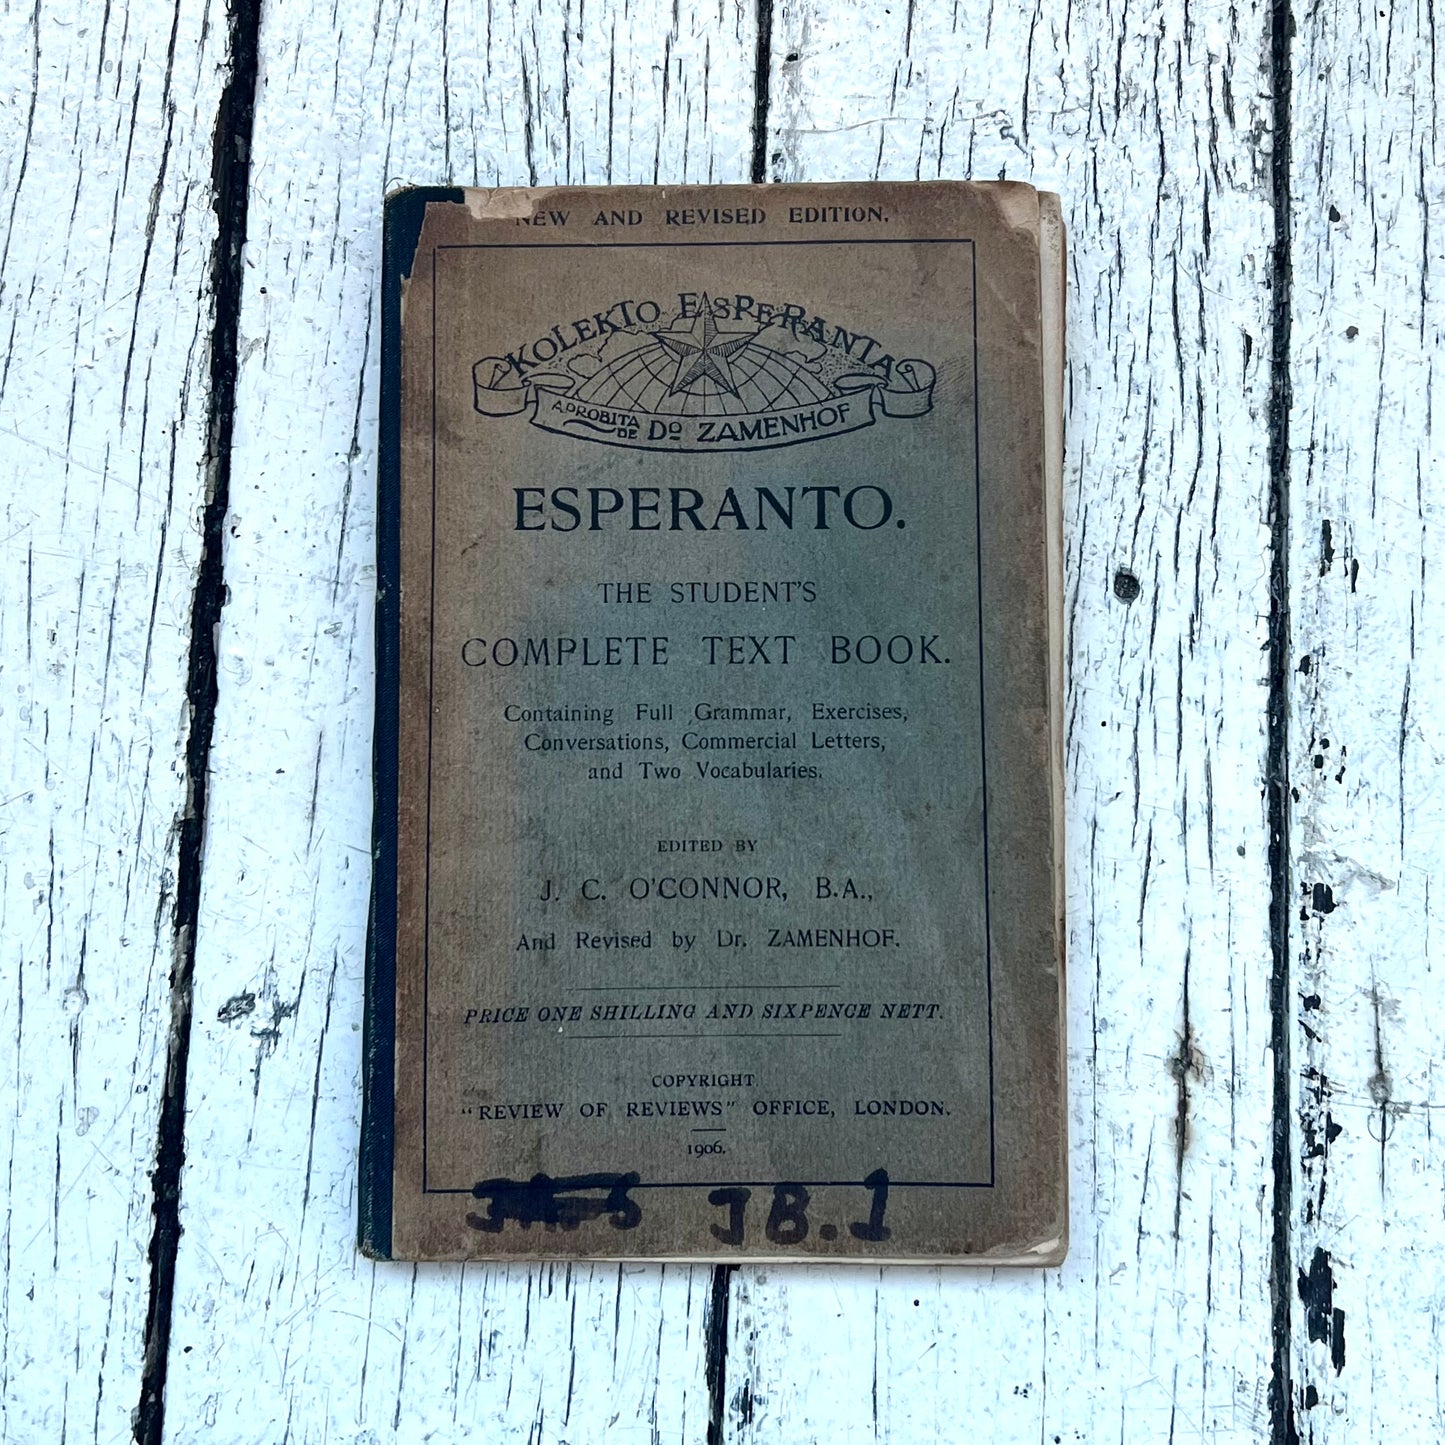 NEW AND REVISED EDITION.
KOLEKTO ESPERANTA
APROBITA DE Dº ZAMENHOF
ESPERANTO.
THE STUDENT'S
COMPLETE TEXT BOOK.
Containing Full Grammar, Exercises,
Conversations, Commercial Letters,
and Two Vocabularies.
EDITED BY
J. C. O'CONNOR, B.A.,
And Revised by Dr. ZAMENHOF.
PRICE ONE SHILLING AND SIXPENCE NETT.
COPYRIGHT
"REVIEW OF REVIEWS" OFFICE, LONDON.
1906.
JB.1